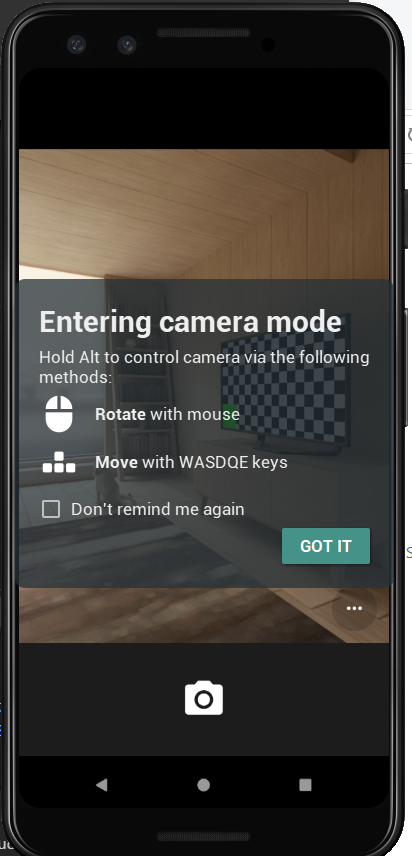 Entering camera mode
Hold Alt to control camera via the following
methods:
Rotate with mouse
Move with WASDQE keys
Don't remind me again
GOT IT